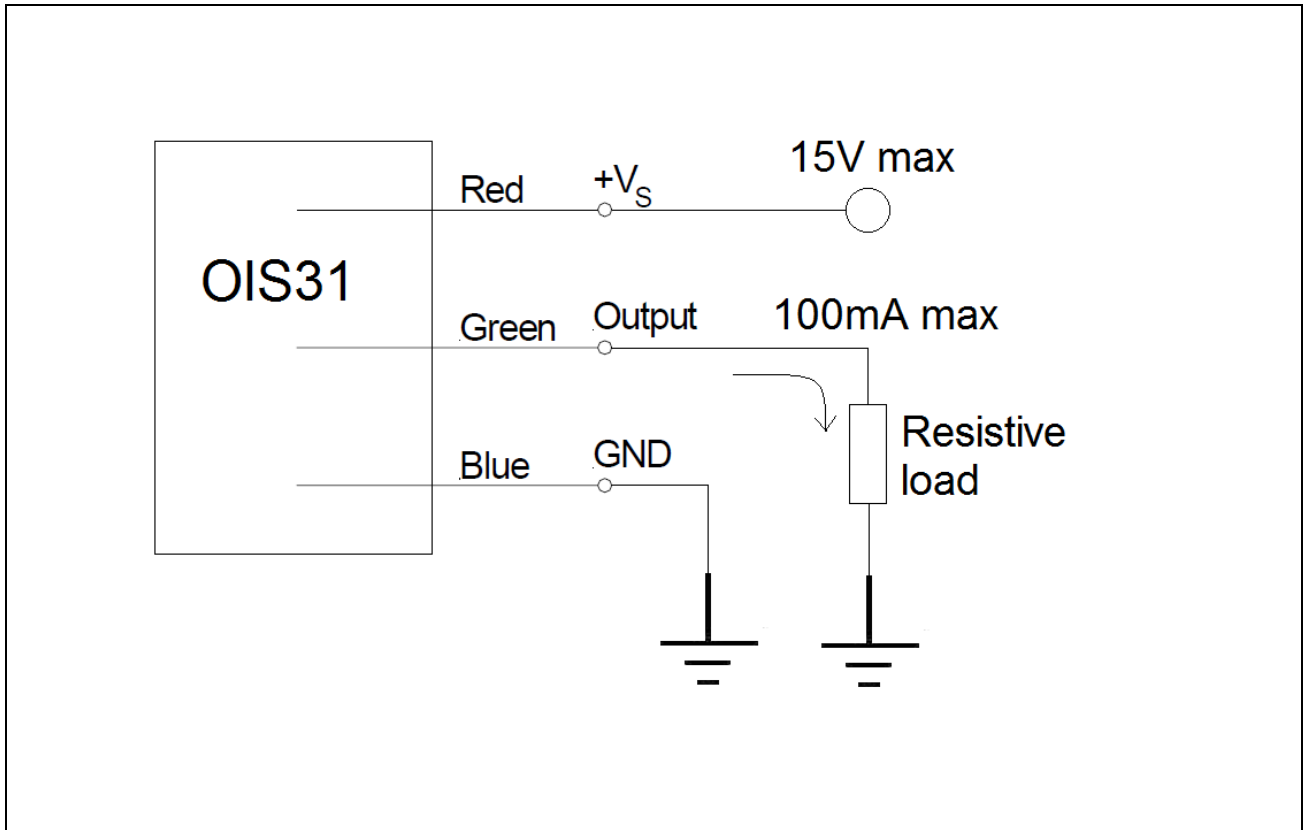 15V max
Red
+VS
OIS31
100mA max
Green
Output
Resistive
load
Blue
GND